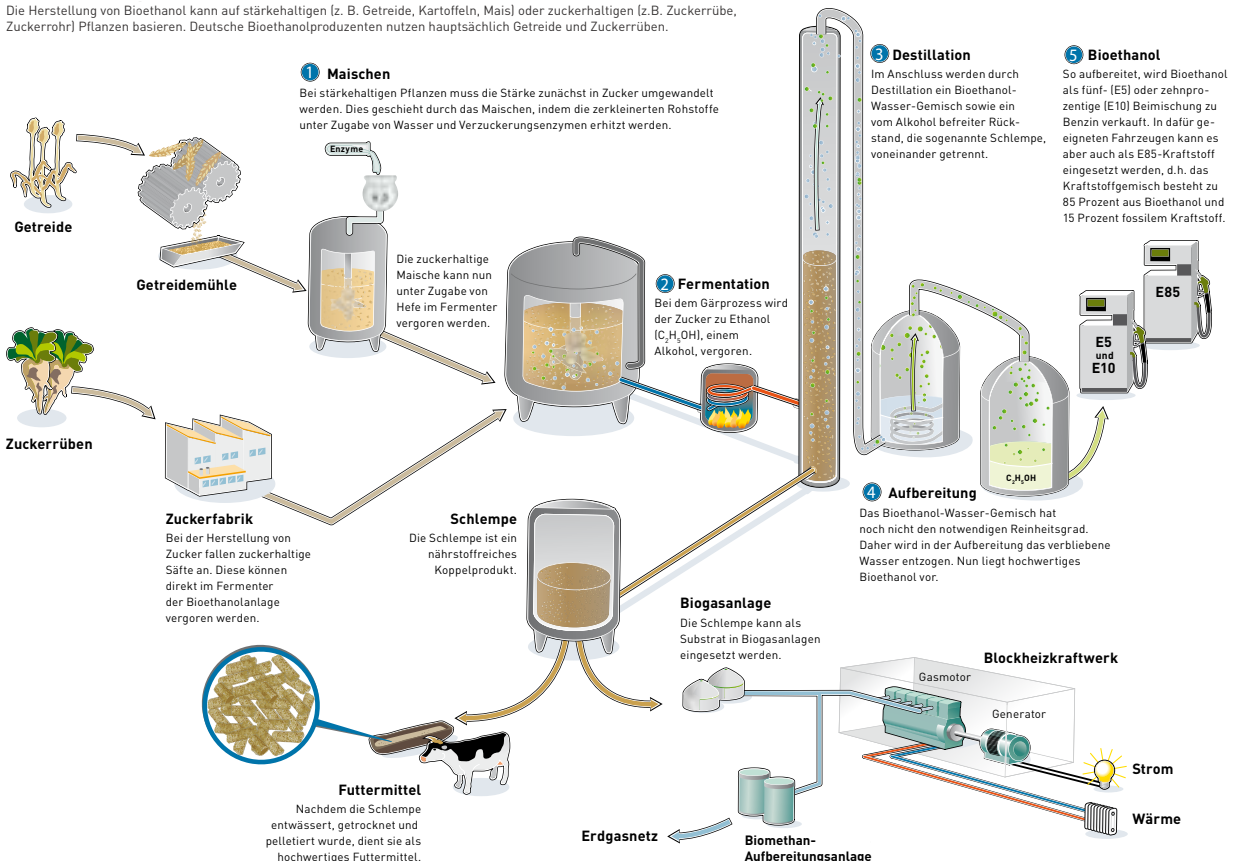 Die Herstellung von Bioethanol kann auf stärkehaltigen (z. B. Getreide, Kartoffeln, Mais) oder zuckerhaltigen (z.B. Zuckerrübe,
Zuckerrohr) Pflanzen basieren. Deutsche Bioethanolproduzenten nutzen hauptsächlich Getreide und Zuckerrüben.
1 Maischen
Bei stärkehaltigen Pflanzen muss die Stärke zunächst in Zucker umgewandelt
werden. Dies geschieht durch das Maischen, indem die zerkleinerten Rohstoffe
unter Zugabe von Wasser und Verzuckerungsenzymen erhitzt werden.
Enzyme
Getreide
Getreidemühle
Die zuckerhaltige
Maische kann nun
unter Zugabe von
Hefe im Fermenter
vergoren werden.
2 Fermentation
Bei dem Gärprozess wird
der Zucker zu Ethanol
(C₂H₅OH), einem
Alkohol, vergoren.
3 Destillation
Im Anschluss werden durch
Destillation ein Bioethanol-
Wasser-Gemisch sowie ein
vom Alkohol befreiter Rück-
stand, die sogenannte Schlempe,
voneinander getrennt.
5 Bioethanol
So aufbereitet, wird Bioethanol
als fünf- (E5) oder zehnpro-
zentige (E10) Beimischung zu
Benzin verkauft. In dafür ge-
eigneten Fahrzeugen kann es
aber auch als E85-Kraftstoff
eingesetzt werden, d.h. das
Kraftstoffgemisch besteht zu
85 Prozent aus Bioethanol und
15 Prozent fossilem Kraftstoff.
E85
E5
und
E10
C₂H₅OH
4 Aufbereitung
Das Bioethanol-Wasser-Gemisch hat
noch nicht den notwendigen Reinheitsgrad.
Daher wird in der Aufbereitung das verbliebene
Wasser entzogen. Nun liegt hochwertiges
Bioethanol vor.
Zuckerrüben
Zuckerfabrik
Bei der Herstellung von
Zucker fallen zuckerhaltige
Säfte an. Diese können
direkt im Fermenter
der Bioethanolanlage
vergoren werden.
Schlempe
Die Schlempe ist ein
nährstoffreiches
Koppelprodukt.
Biogasanlage
Die Schlempe kann als
Substrat in Biogasanlagen
eingesetzt werden.
Blockheizkraftwerk
Gasmotor
Generator
Strom
Wärme
Futtermittel
Nachdem die Schlempe
entwässert, getrocknet und
pelletiert wurde, dient sie als
hochwertiges Futtermittel.
Erdgasnetz
Biomethan-
Aufbereitungsanlage